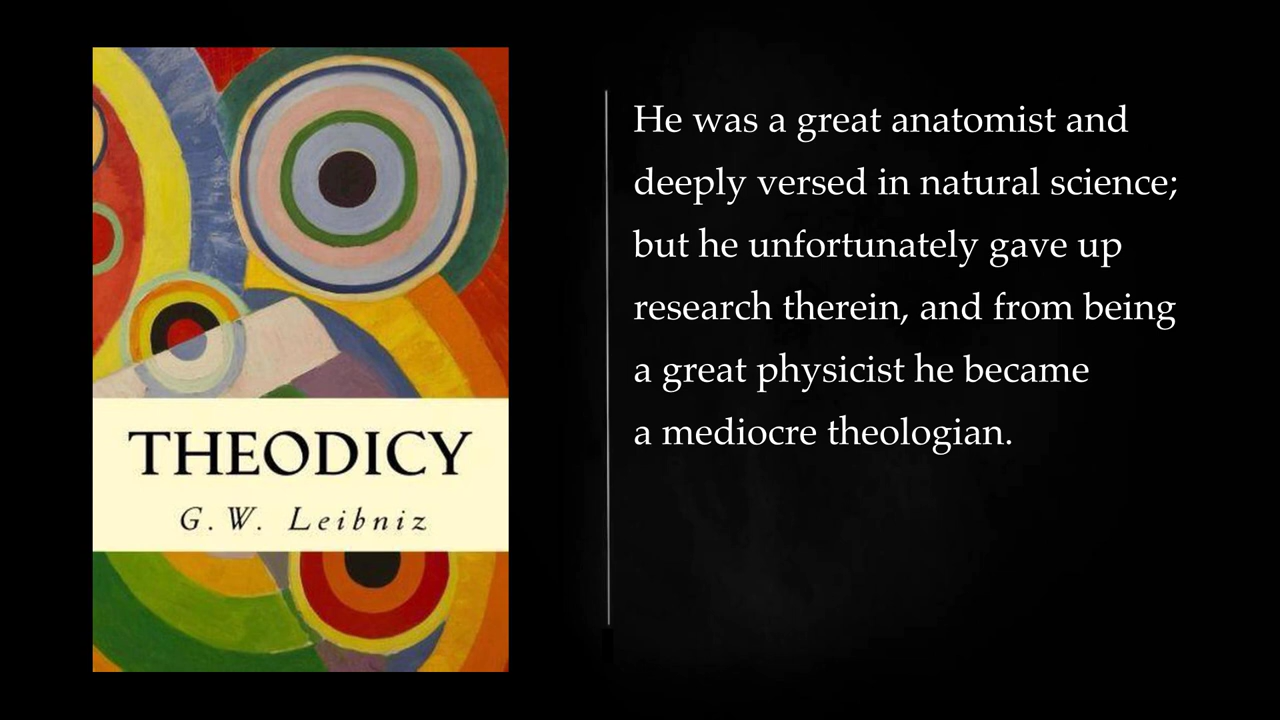 THEODICY
G. W. Leibniz
He was a great anatomist and
deeply versed in natural science;
but he unfortunately gave up
research therein, and from being
a great physicist he became
a mediocre theologian.